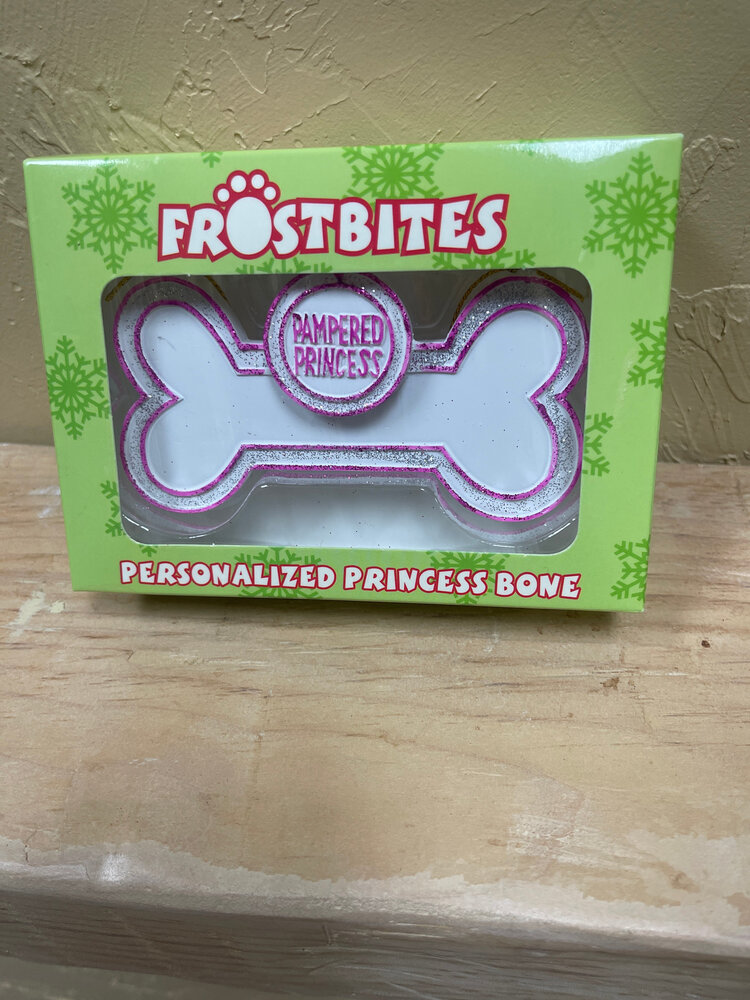 FROSTBITES
PAMPERED
PRINCESS
PERSONALIZED PRINCESS BONE